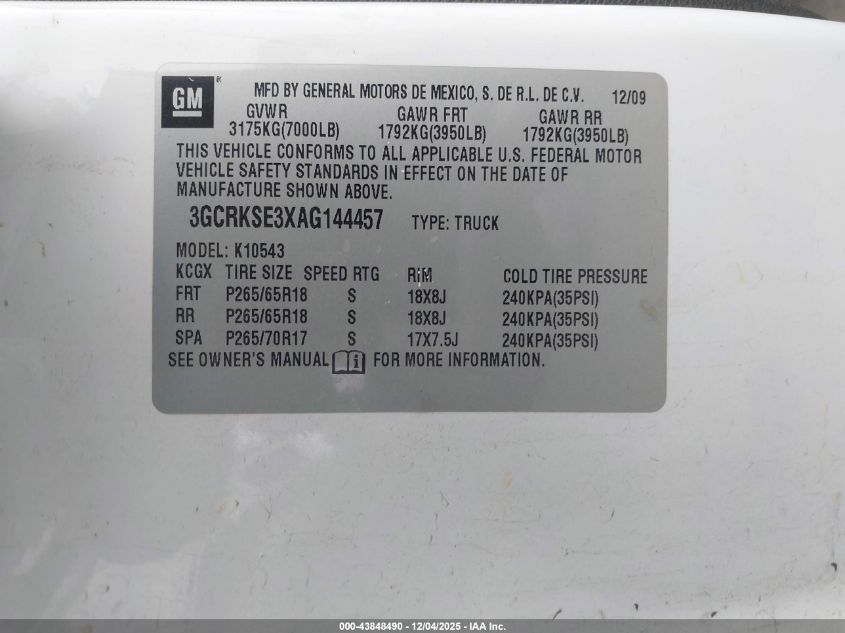 GM ®
MFD BY GENERAL MOTORS DE MEXICO, S. DE R.L. DE C.V. 12/09
GVWR GAWR FRT GAWR RR
3175KG(7000LB) 1792KG(3950LB) 1792KG(3950LB)
THIS VEHICLE CONFORMS TO ALL APPLICABLE U.S. FEDERAL MOTOR
VEHICLE SAFETY STANDARDS IN EFFECT ON THE DATE OF
MANUFACTURE SHOWN ABOVE.
3GCRKSE3XAG144457 TYPE: TRUCK
MODEL: K10543
KCGX TIRE SIZE SPEED RTG RIM COLD TIRE PRESSURE
FRT P265/65R18 S 18X8J 240KPA(35PSI)
RR P265/65R18 S 18X8J 240KPA(35PSI)
SPA P265/70R17 S 17X7.5J 240KPA(35PSI)
SEE OWNER'S MANUAL i FOR MORE INFORMATION.
000-43848490 - 12/04/2025 - IAA Inc.